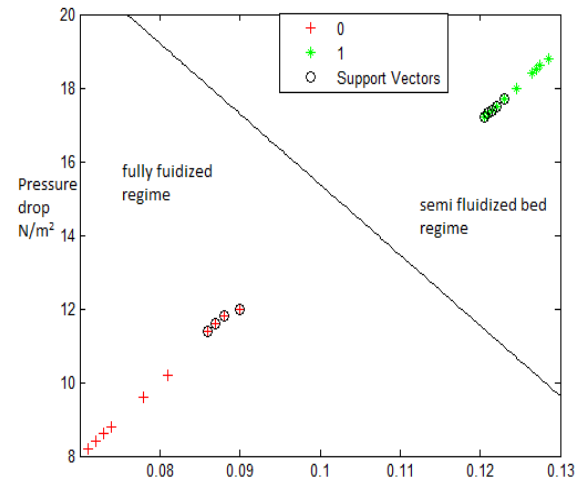 20
18
16
14
12
10
8
Pressure
drop
N/m²
0
1
Support Vectors
fully fuidized
regime
semi fluidized bed
regime
0.08
0.09
0.1
0.11
0.12
0.13